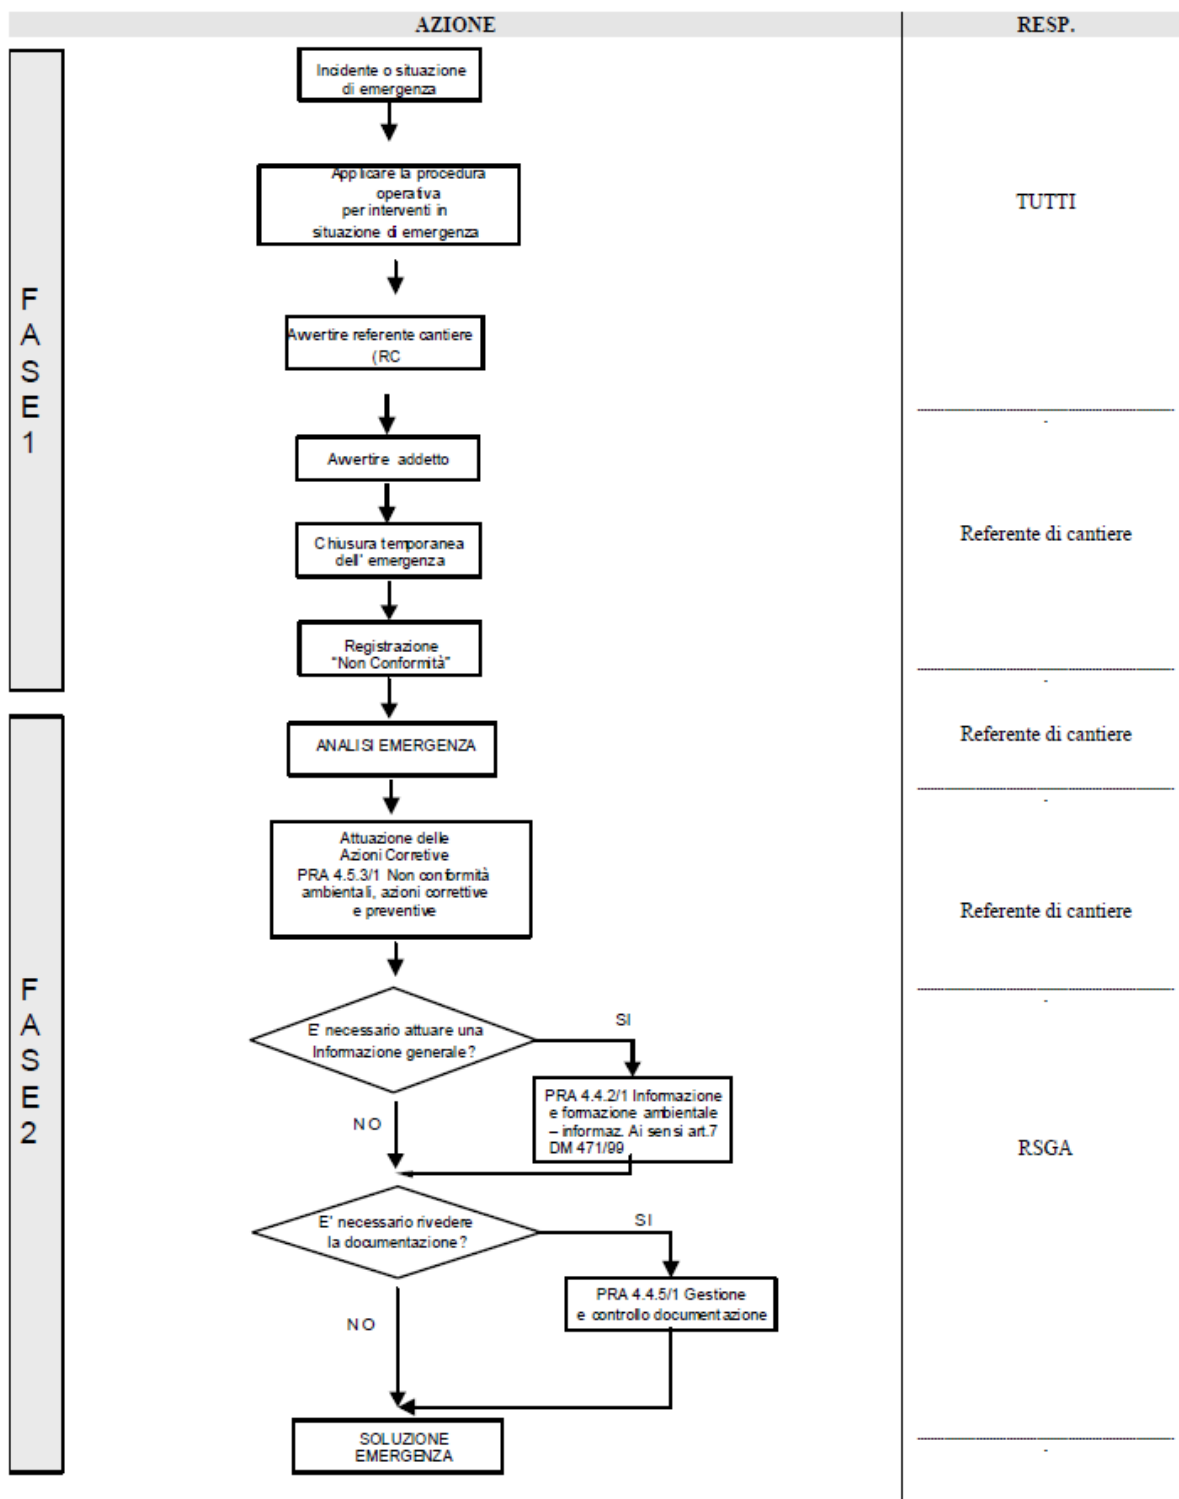 AZIONE
RESP.
FASE1
Incidente o situazione
di emergenza
Applicare la procedura
operativa
per interventi in
situazione di emergenza
TUTTI
Avvertire referente cantiere
(RC
Avvertire addetto
Chiusura temporanea
dell' emergenza
Referente di cantiere
Registrazione
“Non Conformità”
FASE2
ANALISI EMERGENZA
Referente di cantiere
Attuazione delle
Azioni Corretive
PRA 4.5.3/1 Non conformità
ambientali, azioni correttive
e preventive
Referente di cantiere
E' necessario attuare una
Informazione generale?
SI
NO
PRA 4.4.2/1 Informazione
e formazione ambientale
– informaz. Ai sensi art.7
DM 471/99
RSGA
E' necessario rivedere
la documentazione?
SI
NO
PRA 4.4.5/1 Gestione
e controllo documentazione
SOLUZIONE
EMERGENZA